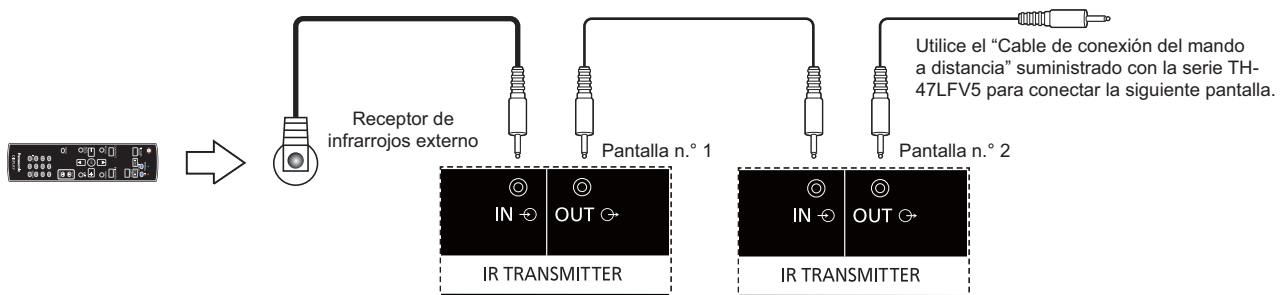 Utilice el “Cable de conexión del mando
a distancia” suministrado con la serie TH-
47LFV5 para conectar la siguiente pantalla.
Receptor de
infrarrojos externo
Pantalla n.° 1
Pantalla n.° 2
IN
OUT
IR TRANSMITTER
IN
OUT
IR TRANSMITTER